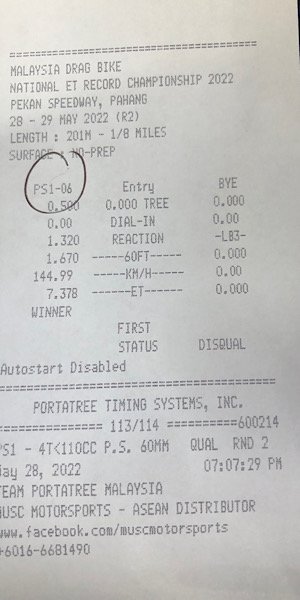 ================================
MALAYSIA DRAG BIKE
NATIONAL ET RECORD CHAMPIONSHIP 2022
PEKAN SPEEDWAY, PAHANG
28 - 29 MAY 2022 (R2)
LENGTH : 201M - 1/8 MILES
SURFACE : NO-PREP
PS1-06 Entry BYE
0.500 0.000 TREE 0.000
0.00 DIAL-IN 0.00
1.320 REACTION -LB3-
1.670 -----60FT----- 0.000
144.99 -----KM/H----- 0.00
7.378 ------ET------ 0.000
WINNER
FIRST
STATUS DISQUAL
Autostart Disabled
================================
PORTATREE TIMING SYSTEMS, INC.
============= 113/114 ==========600214
PS1 - 4T<110CC P.S. 60MM QUAL RND 2
May 28, 2022 07:07:29 PM
TEAM PORTATREE MALAYSIA
MUSC MOTORSPORTS - ASEAN DISTRIBUTOR
www.facebook.com/muscmotorsports
+6016-6681490